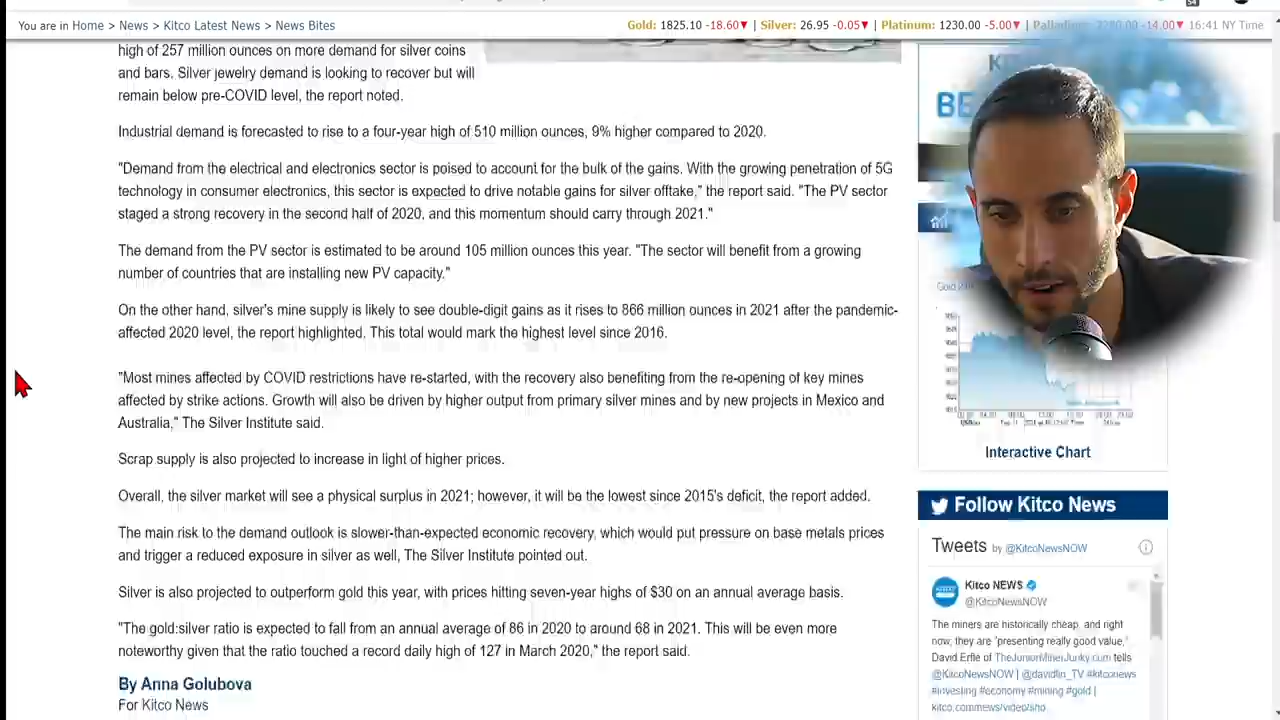 You are in Home > News > Kitco Latest News > News Bites
Gold: 1825.10 -18.60▼ | Silver: 26.95 -0.05▼ | Platinum: 1230.00 -5.00▼ | Palladium: 2280.00 -14.00▼ 16:41 NY Time
high of 257 million ounces on more demand for silver coins
and bars. Silver jewelry demand is looking to recover but will
remain below pre-COVID level, the report noted.
Industrial demand is forecasted to rise to a four-year high of 510 million ounces, 9% higher compared to 2020.
"Demand from the electrical and electronics sector is poised to account for the bulk of the gains. With the growing penetration of 5G
technology in consumer electronics, this sector is expected to drive notable gains for silver offtake," the report said. "The PV sector
staged a strong recovery in the second half of 2020, and this momentum should carry through 2021."
The demand from the PV sector is estimated to be around 105 million ounces this year. "The sector will benefit from a growing
number of countries that are installing new PV capacity."
On the other hand, silver's mine supply is likely to see double-digit gains as it rises to 866 million ounces in 2021 after the pandemic-
affected 2020 level, the report highlighted. This total would mark the highest level since 2016.
"Most mines affected by COVID restrictions have re-started, with the recovery also benefiting from the re-opening of key mines
affected by strike actions. Growth will also be driven by higher output from primary silver mines and by new projects in Mexico and
Australia," The Silver Institute said.
Scrap supply is also projected to increase in light of higher prices.
Overall, the silver market will see a physical surplus in 2021; however, it will be the lowest since 2015's deficit, the report added.
The main risk to the demand outlook is slower-than-expected economic recovery, which would put pressure on base metals prices
and trigger a reduced exposure in silver as well, The Silver Institute pointed out.
Silver is also projected to outperform gold this year, with prices hitting seven-year highs of $30 on an annual average basis.
"The gold:silver ratio is expected to fall from an annual average of 86 in 2020 to around 68 in 2021. This will be even more
noteworthy given that the ratio touched a record daily high of 127 in March 2020," the report said.
By Anna Golubova
For Kitco News
BE
Interactive Chart
Follow Kitco News
Tweets by @KitcoNewsNOW
Kitco NEWS
@KitcoNewsNOW
The miners are historically cheap, and right
now, they are "presenting really good value,"
David Erfle of TheJuniorMinerJunky.com tells
@KitcoNewsNOW | @davidlin_TV #kitconews
#investing #economy #mining #gold |
kitco.com/news/video/sho